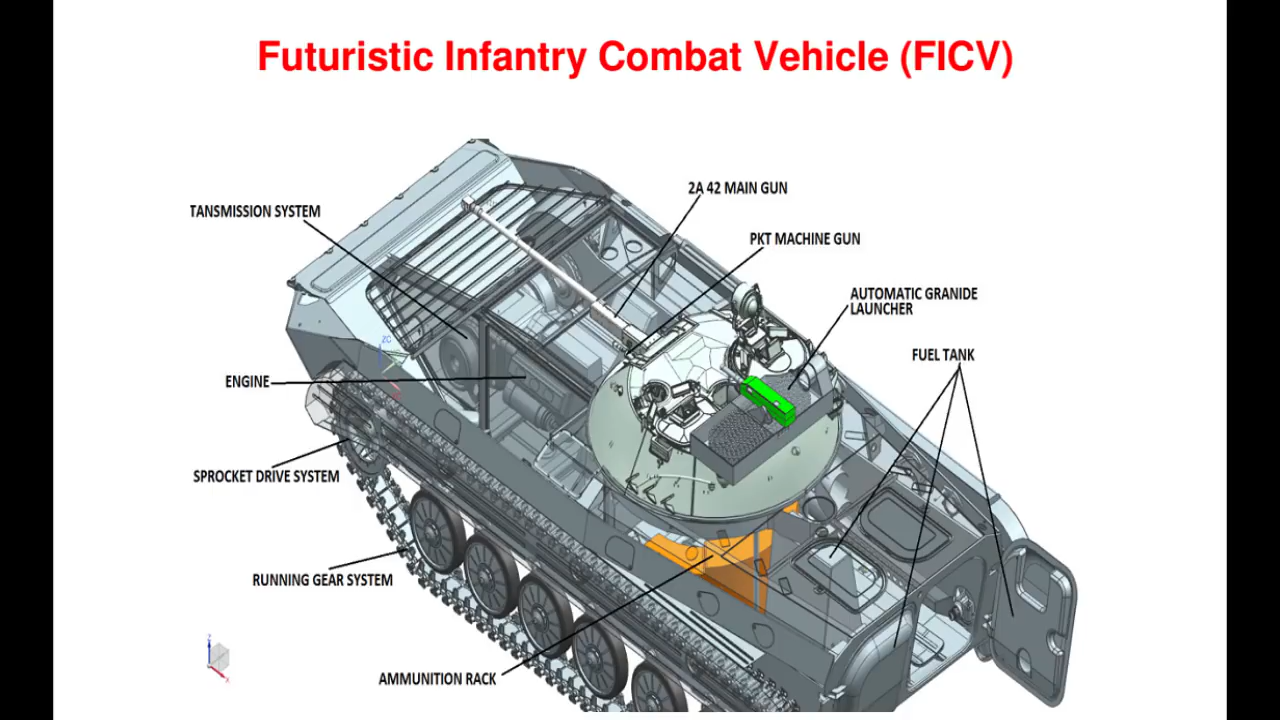 Futuristic Infantry Combat Vehicle (FICV)
2A 42 MAIN GUN
TANSMISSION SYSTEM
PKT MACHINE GUN
AUTOMATIC GRANIDE
LAUNCHER
FUEL TANK
ENGINE
SPROCKET DRIVE SYSTEM
RUNNING GEAR SYSTEM
AMMUNITION RACK